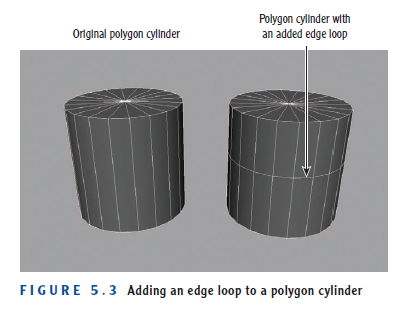 Original polygon cylinder
Polygon cylinder with
an added edge loop
FIGURE 5.3 Adding an edge loop to a polygon cylinder